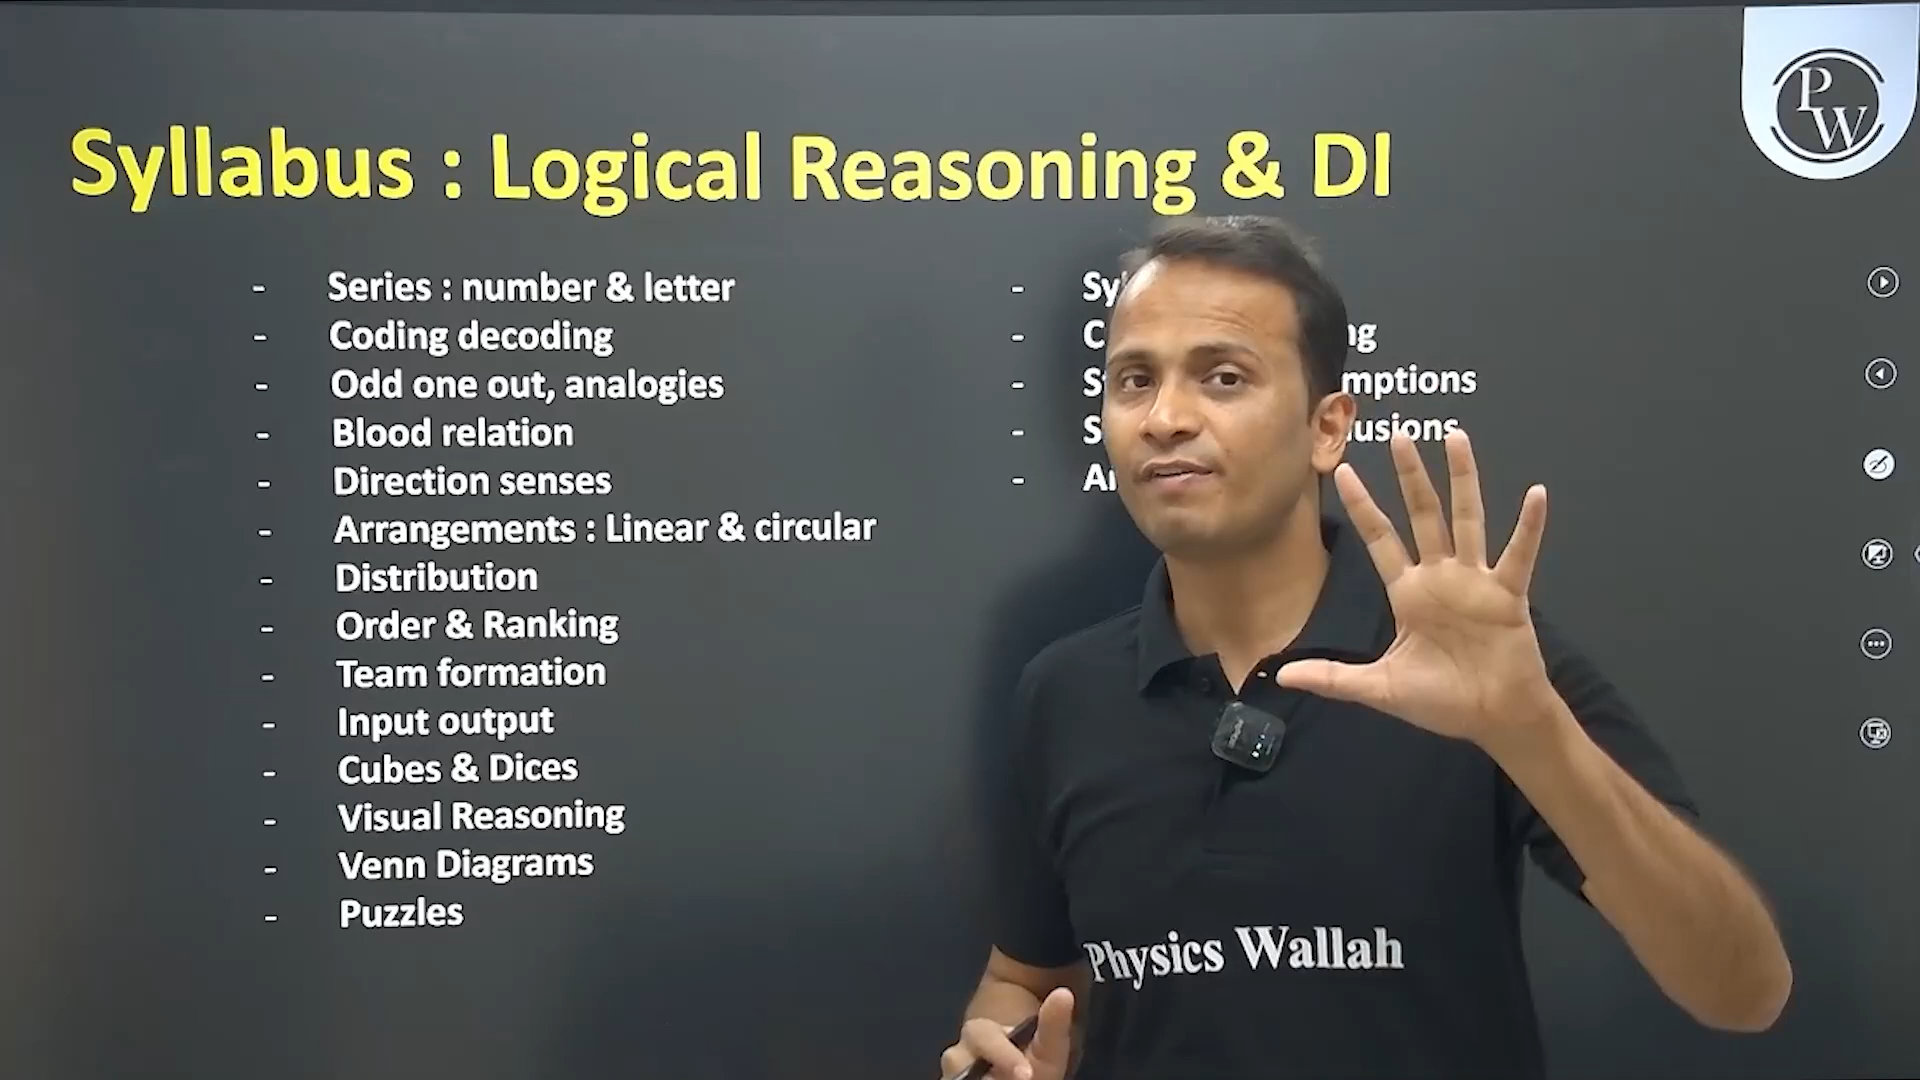 Syllabus : Logical Reasoning & DI
- Series : number & letter
- Coding decoding
- Odd one out, analogies
- Blood relation
- Direction senses
- Arrangements : Linear & circular
- Distribution
- Order & Ranking
- Team formation
- Input output
- Cubes & Dices
- Visual Reasoning
- Venn Diagrams
- Puzzles
-
-
-
-
-
PW
Physics Wallah